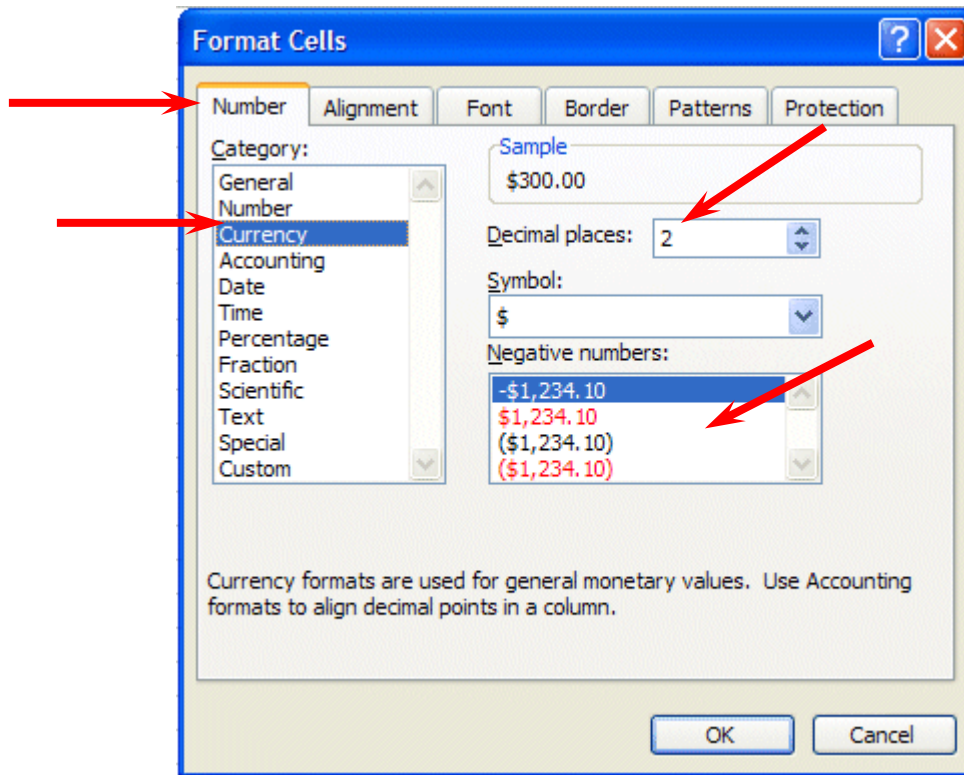 Format Cells
Number Alignment Font Border Patterns Protection
Category:
General
Number
Currency
Accounting
Date
Time
Percentage
Fraction
Scientific
Text
Special
Custom
Sample
$300.00
Decimal places: 2
Symbol:
$
Negative numbers:
-$1,234.10
$1,234.10
($1,234.10)
($1,234.10)
Currency formats are used for general monetary values.  Use Accounting
formats to align decimal points in a column.
OK Cancel